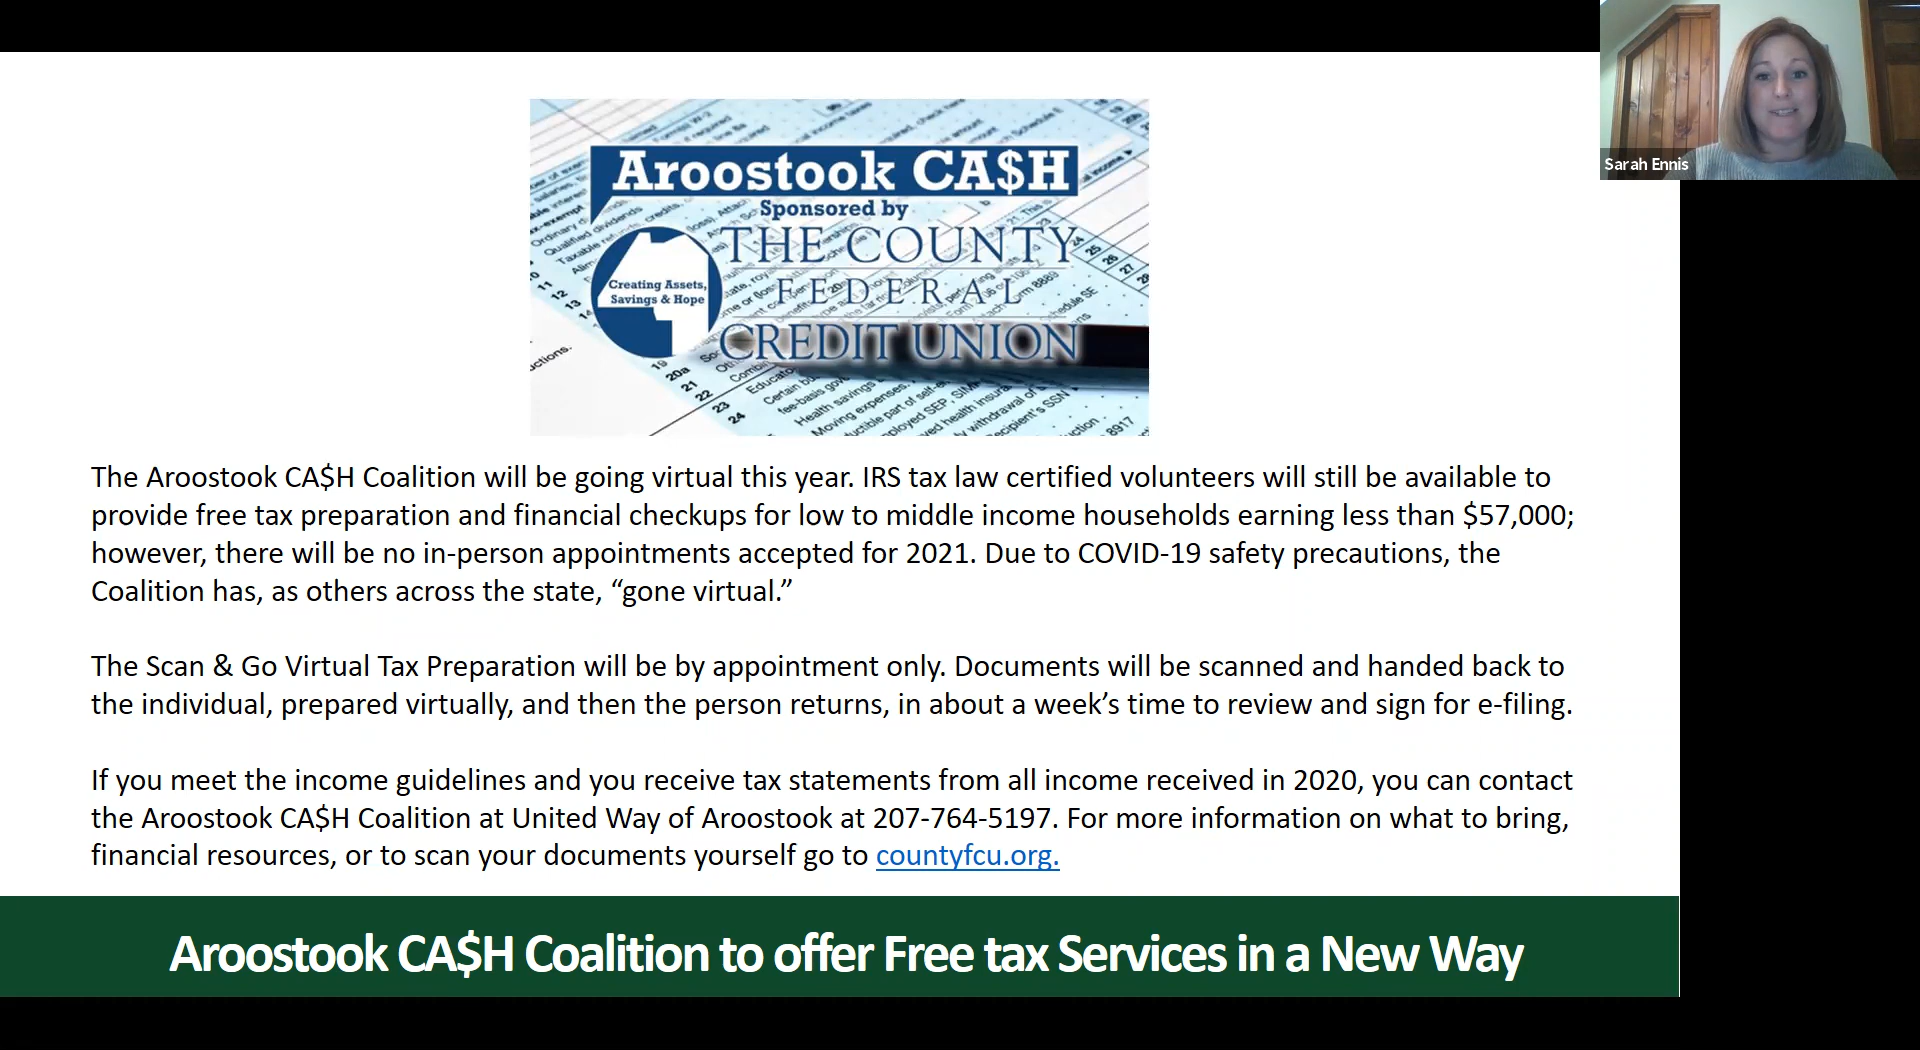 Sarah Ennis
Aroostook CA$H
Sponsored by
THE COUNTY
FEDERAL
CREDIT UNION
Creating Assets,
Savings & Hope
The Aroostook CA$H Coalition will be going virtual this year. IRS tax law certified volunteers will still be available to
provide free tax preparation and financial checkups for low to middle income households earning less than $57,000;
however, there will be no in-person appointments accepted for 2021. Due to COVID-19 safety precautions, the
Coalition has, as others across the state, “gone virtual.”
The Scan & Go Virtual Tax Preparation will be by appointment only. Documents will be scanned and handed back to
the individual, prepared virtually, and then the person returns, in about a week’s time to review and sign for e-filing.
If you meet the income guidelines and you receive tax statements from all income received in 2020, you can contact
the Aroostook CA$H Coalition at United Way of Aroostook at 207-764-5197. For more information on what to bring,
financial resources, or to scan your documents yourself go to countyfcu.org.
Aroostook CA$H Coalition to offer Free tax Services in a New Way